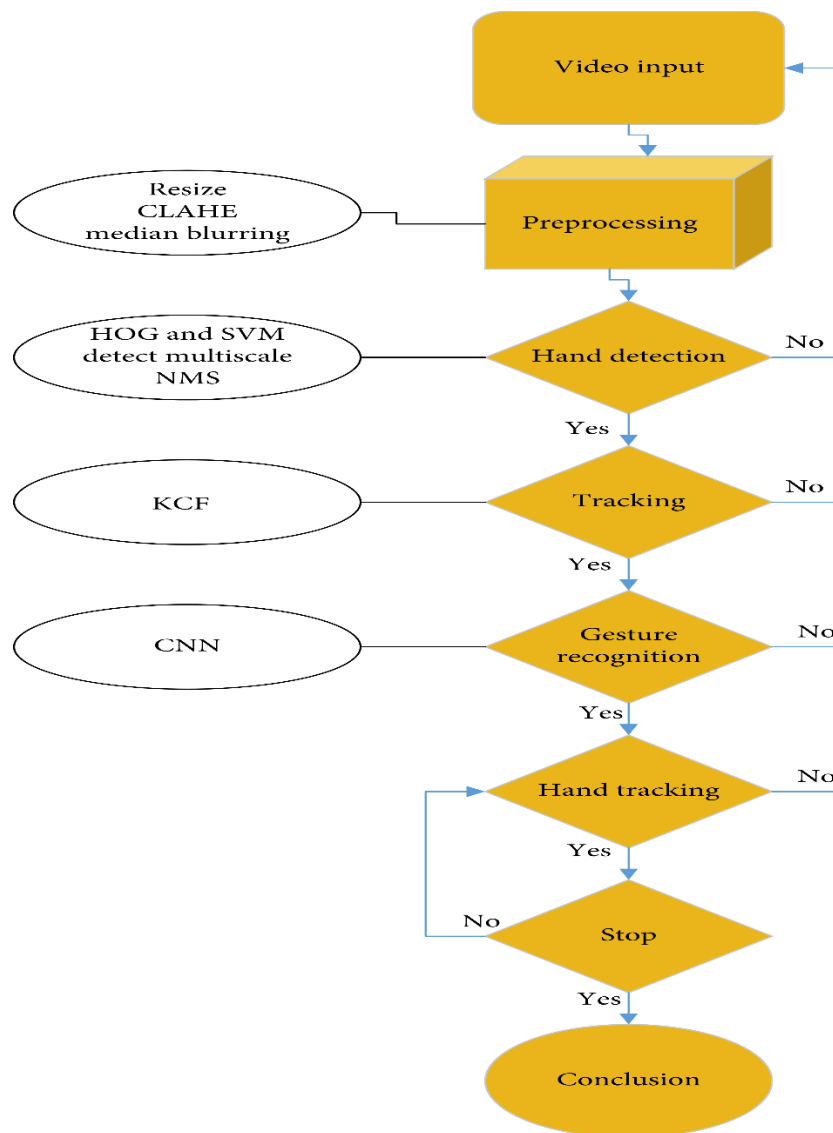 Video input
Resize
CLAHE
median blurring
Preprocessing
HOG and SVM
detect multiscale
NMS
Hand detection
No
Yes
KCF
Tracking
No
Yes
CNN
Gesture
recognition
No
Yes
Hand tracking
No
Yes
No
Stop
Yes
Conclusion